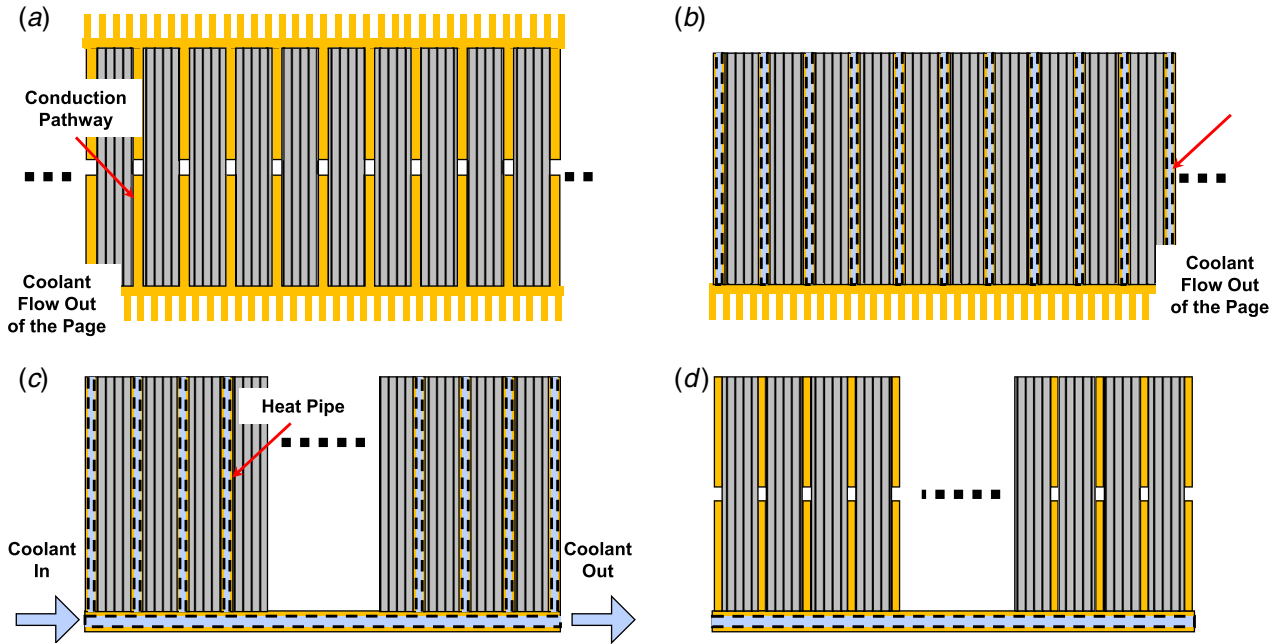 (a)
Conduction
Pathway
Coolant
Flow Out
of the Page
(b)
Coolant
Flow Out
of the Page
(c)
Heat Pipe
Coolant
In
Coolant
Out
(d)